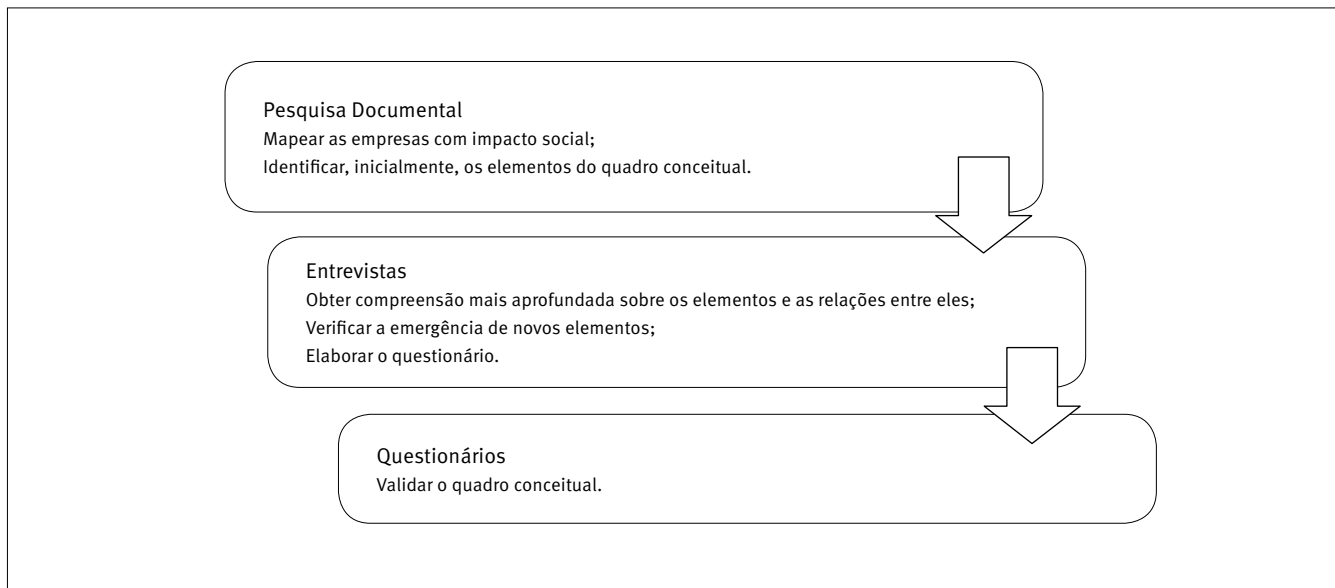 Pesquisa Documental
Mapear as empresas com impacto social;
Identificar, inicialmente, os elementos do quadro conceitual.
Entrevistas
Obter compreensão mais aprofundada sobre os elementos e as relações entre eles;
Verificar a emergência de novos elementos;
Elaborar o questionário.
Questionários
Validar o quadro conceitual.